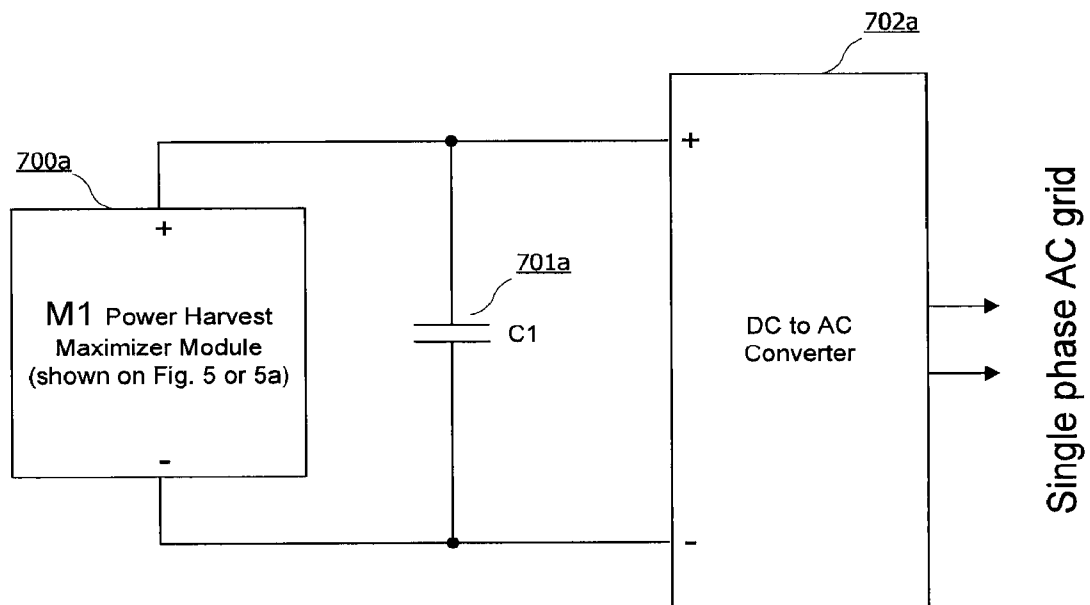 702a
700a
+
+
701a
M1 Power Harvest
Maximizer Module
(shown on Fig. 5 or 5a)
C1
DC to AC
Converter
-
-
Single phase AC grid